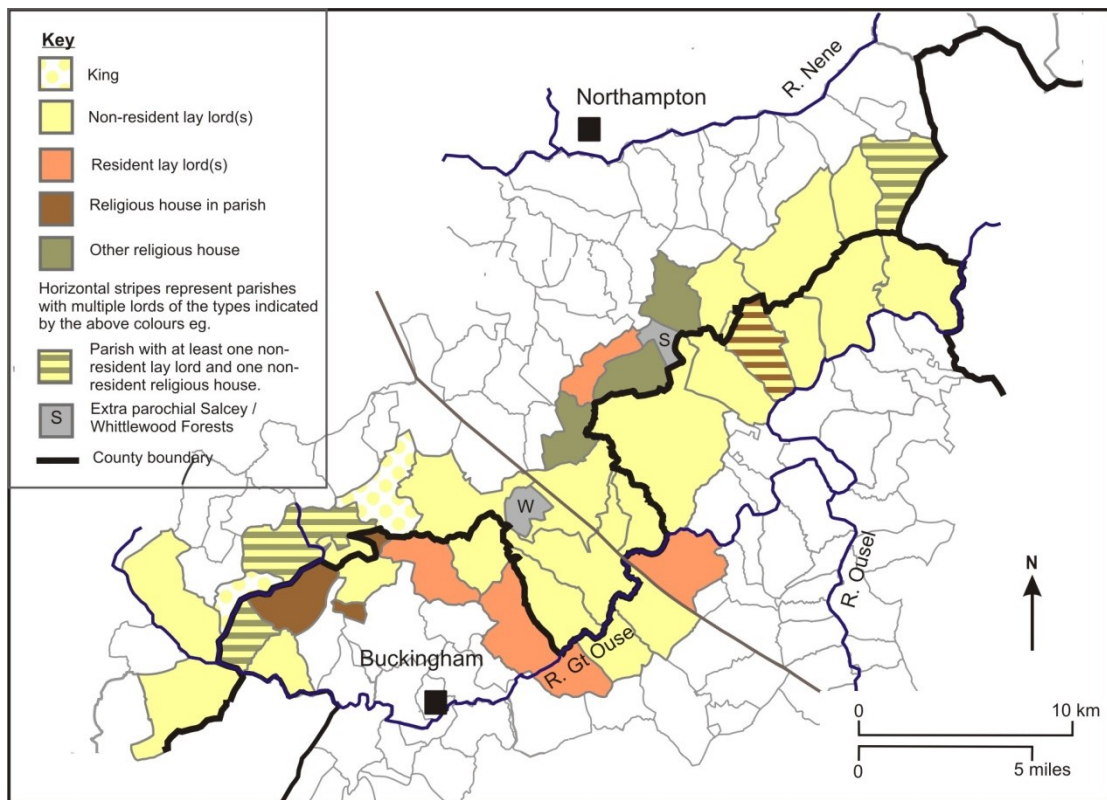 Key
King
Non-resident lay lord(s)
Resident lay lord(s)
Religious house in parish
Other religious house
Horizontal stripes represent parishes
with multiple lords of the types indicated
by the above colours eg.
Parish with at least one non-
resident lay lord and one non-
resident religious house.
S
Extra parochial Salcey /
Whittlewood Forests
County boundary
Northampton
R. Nene
S
W
R. Ousel
N
Buckingham
R. Gt Ouse
0
10 km
0
5 miles